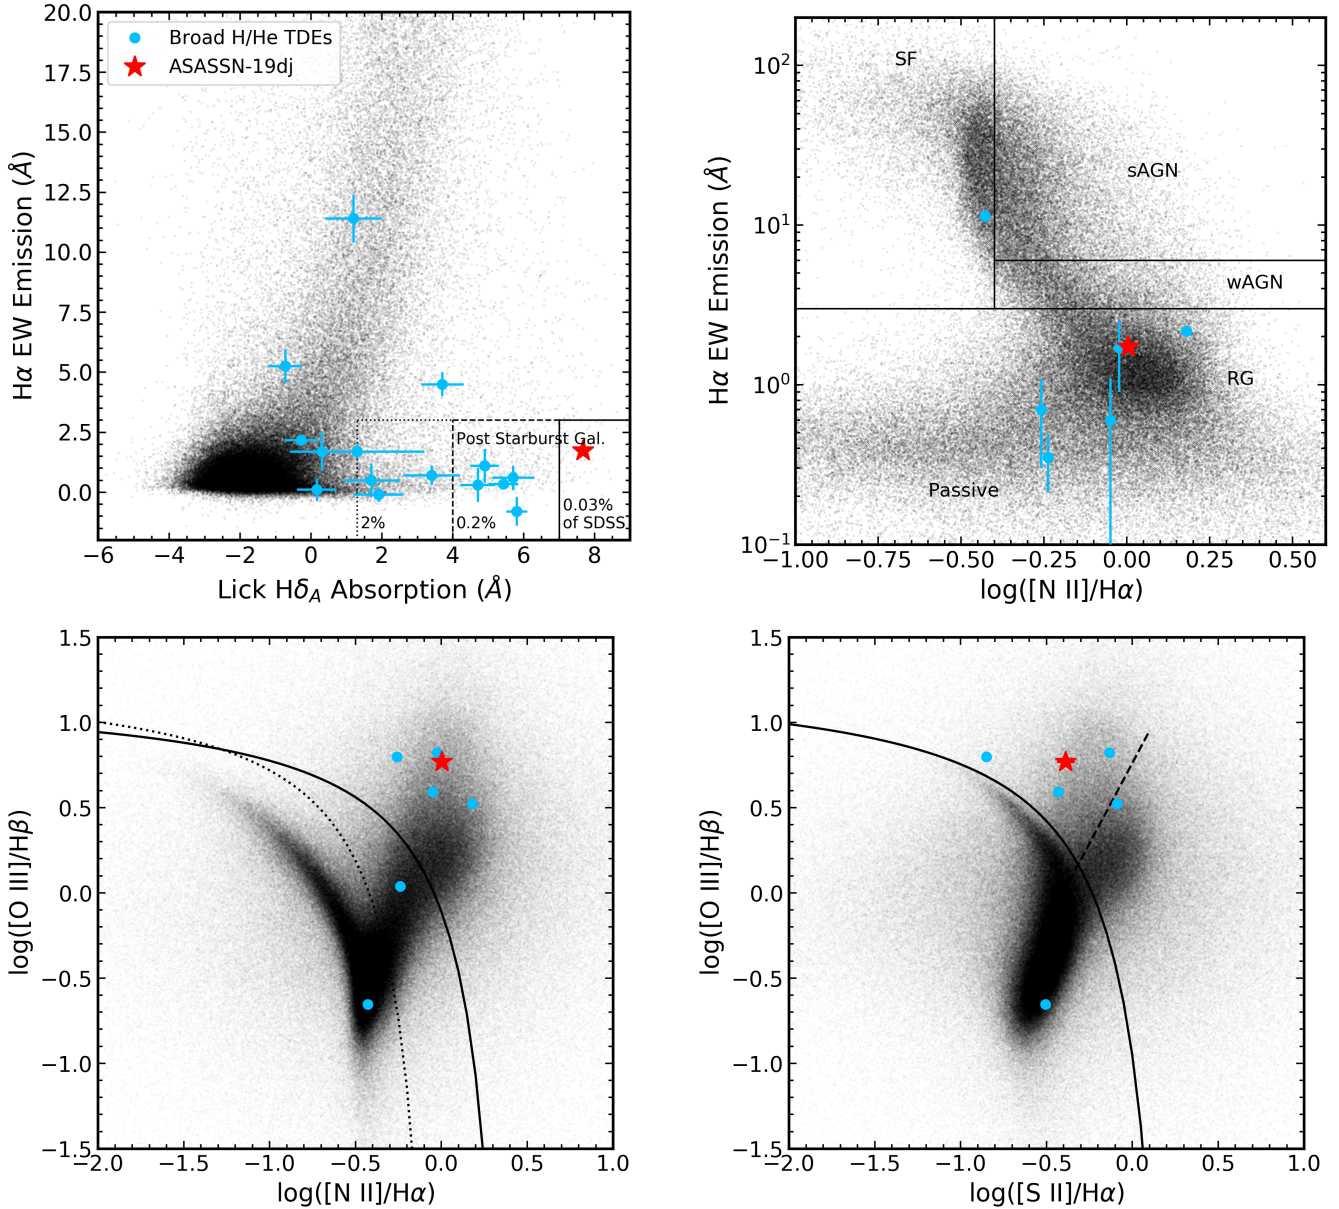 20.0
17.5
15.0
12.5
10.0
7.5
5.0
2.5
0.0
Hα EW Emission (Å)
Broad H/He TDEs
ASASSN-19dj
Post Starburst Gal.
2%
0.2%
0.03%
of SDSS
−6 −4 −2 0 2 4 6 8
Lick Hδ_A Absorption (Å)
10²
10¹
10⁰
10⁻¹
Hα EW Emission (Å)
SF
sAGN
wAGN
RG
Passive
−1.00 −0.75 −0.50 −0.25 0.00 0.25 0.50
log([N II]/Hα)
1.5
1.0
0.5
0.0
−0.5
−1.0
−1.5
log([O III]/Hβ)
−2.0 −1.5 −1.0 −0.5 0.0 0.5 1.0
log([N II]/Hα)
1.5
1.0
0.5
0.0
−0.5
−1.0
−1.5
log([O III]/Hβ)
−2.0 −1.5 −1.0 −0.5 0.0 0.5 1.0
log([S II]/Hα)